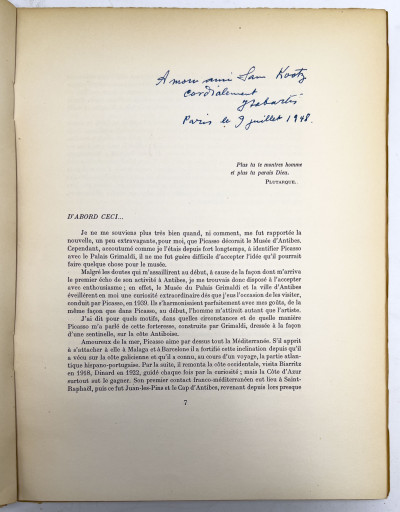 A mon ami Sam Kootz
cordialement
JSabartés
Paris le 9 juillet 1948.
Plus tu te montres homme
et plus tu parais Dieu.
PLUTARQUE.
D'ABORD CECI...
Je ne me souviens plus très bien quand, ni comment, me fut rapportée la
nouvelle, un peu extravagante, pour moi, que Picasso décorait le Musée d'Antibes.
Cependant, accoutumé comme je l'étais depuis fort longtemps, à identifier Picasso
avec le Palais Grimaldi, il ne me fut guère difficile d'accepter l'idée qu'il pourrait
faire quelque chose pour le musée.
Malgré les doutes qui m'assaillirent au début, à cause de la façon dont m'arriva
le premier écho de son activité à Antibes, je me trouvais donc disposé à l'accepter
avec enthousiasme ; en effet, le Musée du Palais Grimaldi et la ville d'Antibes
éveillèrent en moi une curiosité extraordinaire dès que j'eus l'occasion de les visiter,
conduit par Picasso, en 1939. Ils s'harmonisaient parfaitement avec mes goûts, de la
même façon que dans Picasso, au début, l'homme m'attirait autant que l'artiste.
J'ai dit pour quels motifs, dans quelles circonstances et de quelle manière
Picasso m'a parlé de cette forteresse, construite par Grimaldi, dressée à la façon
d'une sentinelle, sur la côte Antiboise.
Amoureux de la mer, Picasso aime par dessus tout la Méditerranée. S'il apprit
à s'attacher à elle à Malaga et à Barcelone il a fortifié cette inclination depuis qu'il
a vécu sur la côte galicienne et qu'il a connu, au cours d'un voyage, la partie atlan-
tique hispano-portugaise. Par la suite, il remonta la côte occidentale, visita Biarritz
en 1918, Dinard en 1922, guidé chaque fois par la curiosité ; mais la Côte d'Azur
surtout sut le gagner. Son premier contact franco-méditerranéen eut lieu à Saint-
Raphaël, puis ce fut Juan-les-Pins et le Cap d'Antibes, revenant depuis lors presque
7